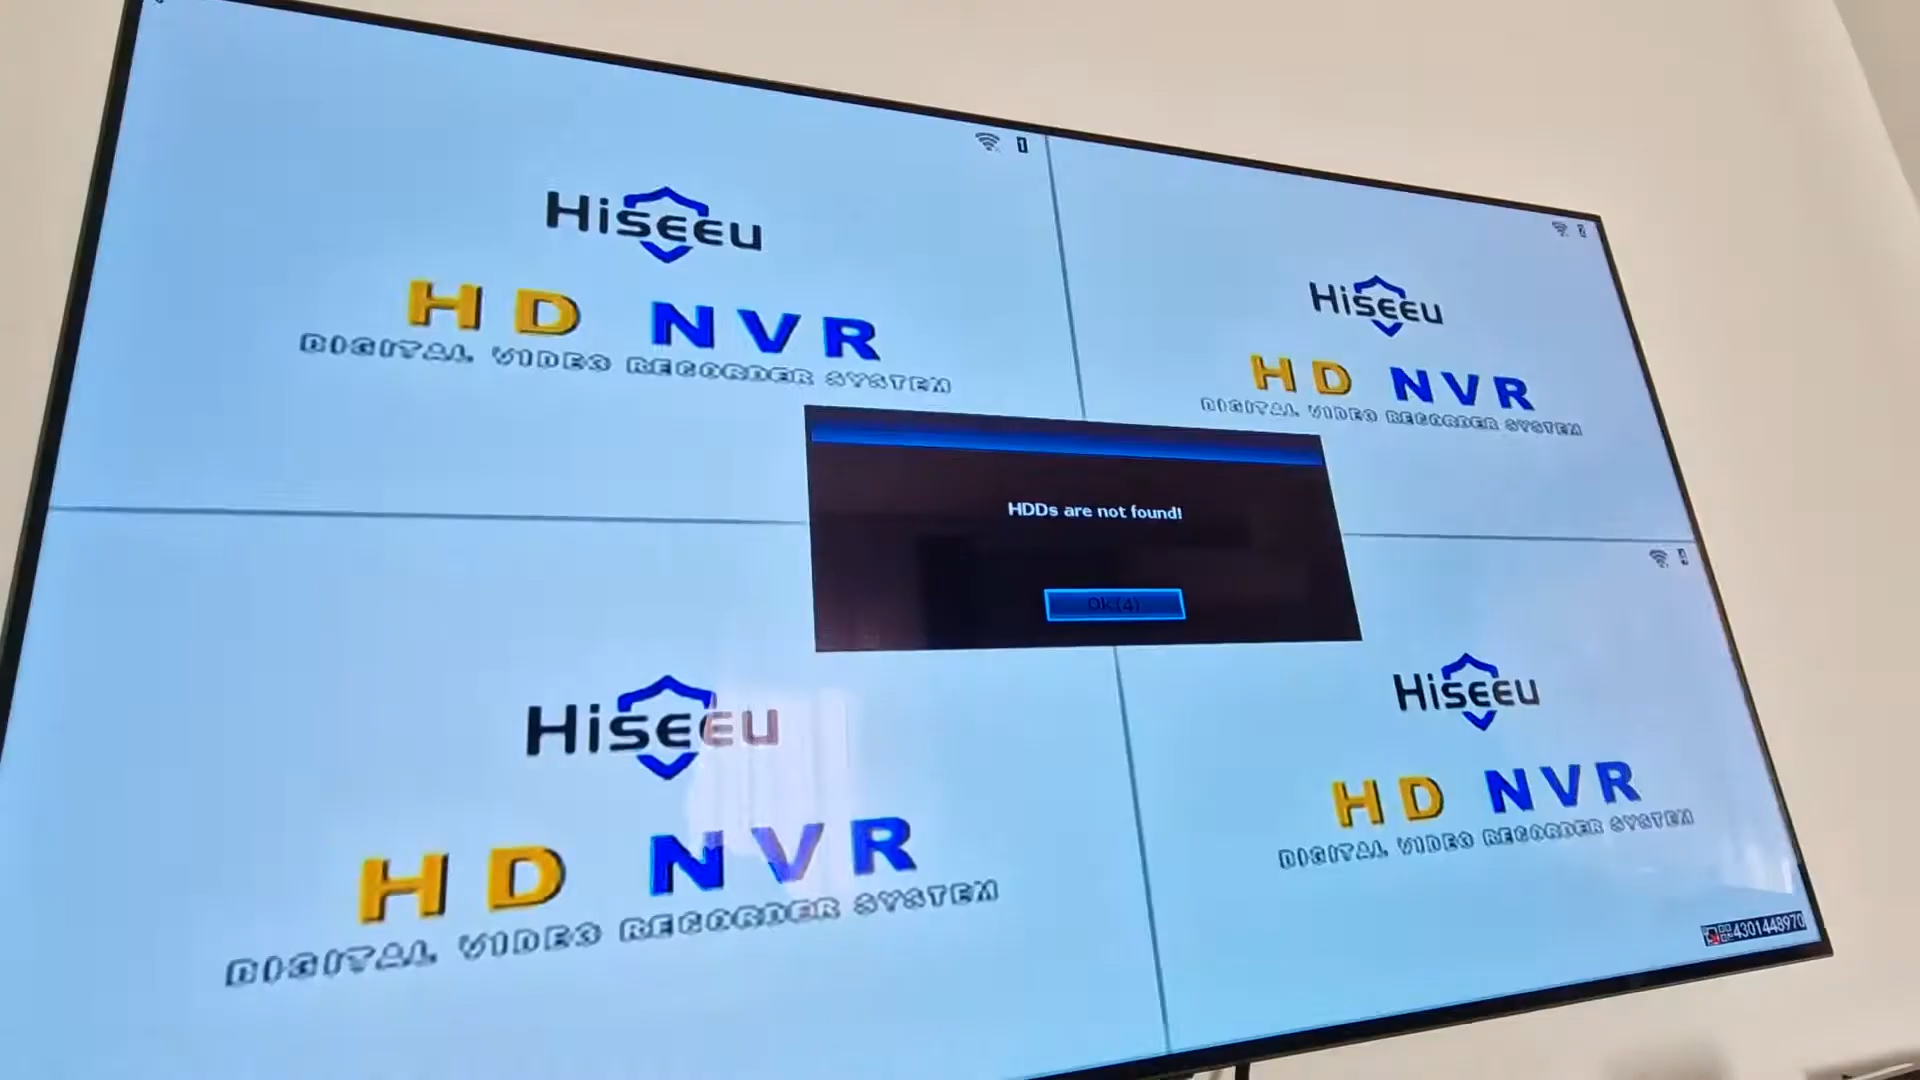 1
Hiseeu
HD NVR
DIGITAL VIDEO RECORDER SYSTEM
Hiseeu
HD NVR
DIGITAL VIDEO RECORDER SYSTEM
HDDs are not found!
Ok(4)
Hiseeu
HD NVR
DIGITAL VIDEO RECORDER SYSTEM
Hiseeu
HD NVR
DIGITAL VIDEO RECORDER SYSTEM
4301448970